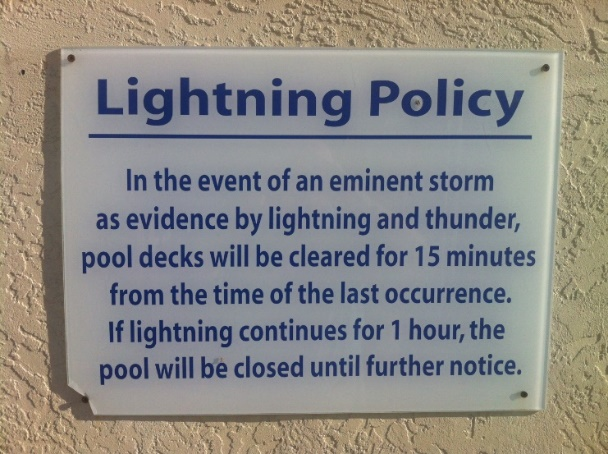 Lightning Policy
In the event of an eminent storm
as evidence by lightning and thunder,
pool decks will be cleared for 15 minutes
from the time of the last occurrence.
If lightning continues for 1 hour, the
pool will be closed until further notice.